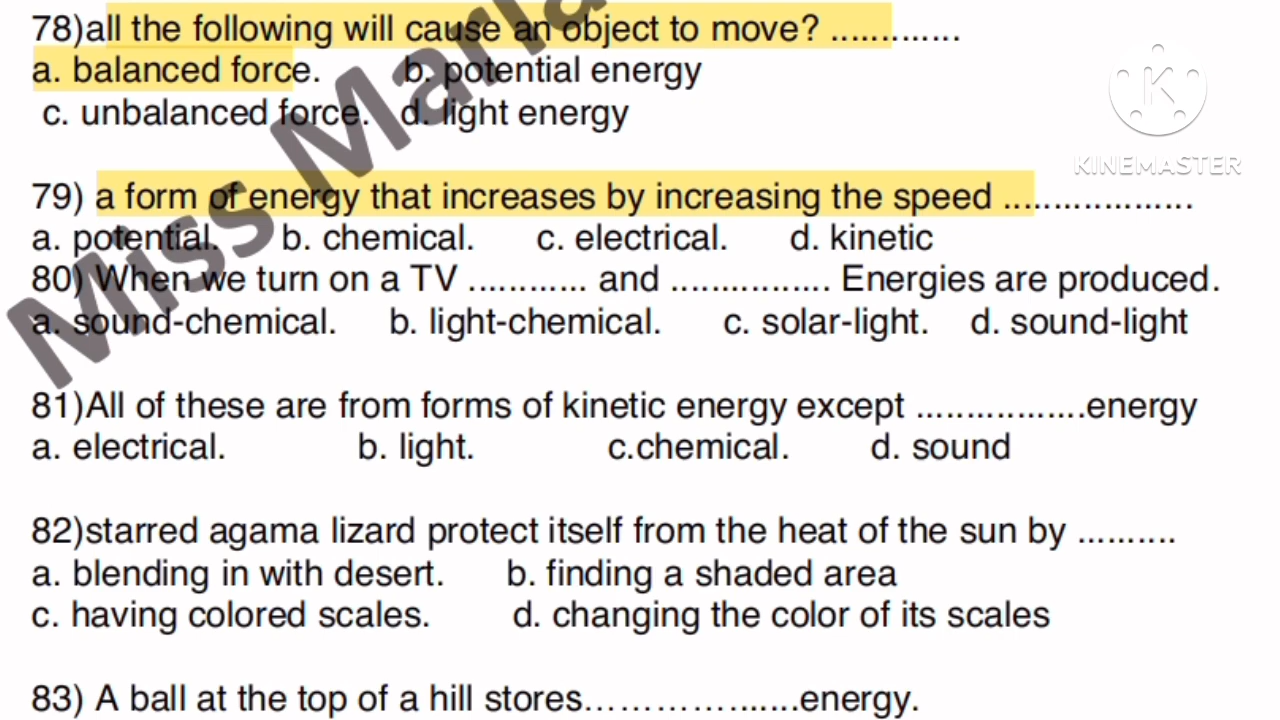 78)all the following will cause an object to move? .............
a. balanced force. b. potential energy
c. unbalanced force. d. light energy
KINEMASTER
79) a form of energy that increases by increasing the speed ...................
a. potential. b. chemical. c. electrical. d. kinetic
80) When we turn on a TV ............ and ................ Energies are produced.
a. sound-chemical. b. light-chemical. c. solar-light. d. sound-light
81)All of these are from forms of kinetic energy except .................energy
a. electrical. b. light. c.chemical. d. sound
82)starred agama lizard protect itself from the heat of the sun by ..........
a. blending in with desert. b. finding a shaded area
c. having colored scales. d. changing the color of its scales
83) A ball at the top of a hill stores…………......energy.
Miss